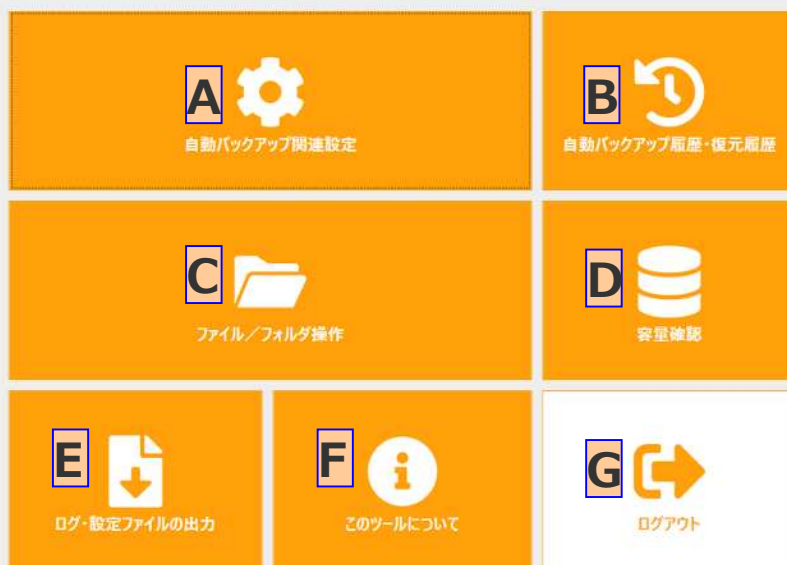 A
自動バックアップ関連設定
B
自動バックアップ履歴・復元履歴
C
ファイル／フォルダ操作
D
容量確認
E
ログ・設定ファイルの出力
F
このツールについて
G
ログアウト